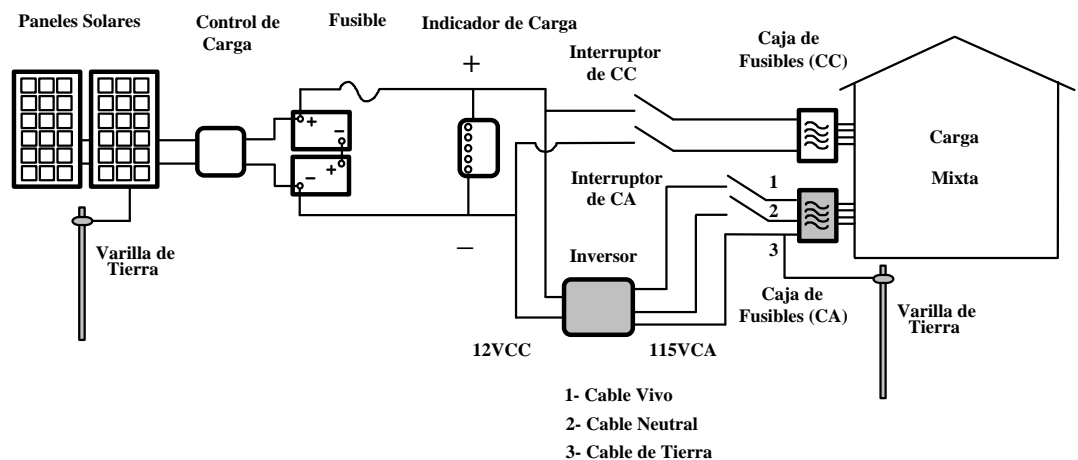 Paneles Solares
Control de
Carga
Fusible
Indicador de Carga
Interruptor
de CC
Caja de
Fusibles (CC)
+
+
−
+
−
Carga
Mixta
Interruptor
de CA
1
2
3
−
Varilla de
Tierra
Inversor
Caja de
Fusibles (CA)
Varilla de
Tierra
12VCC
115VCA
1- Cable Vivo
2- Cable Neutral
3- Cable de Tierra